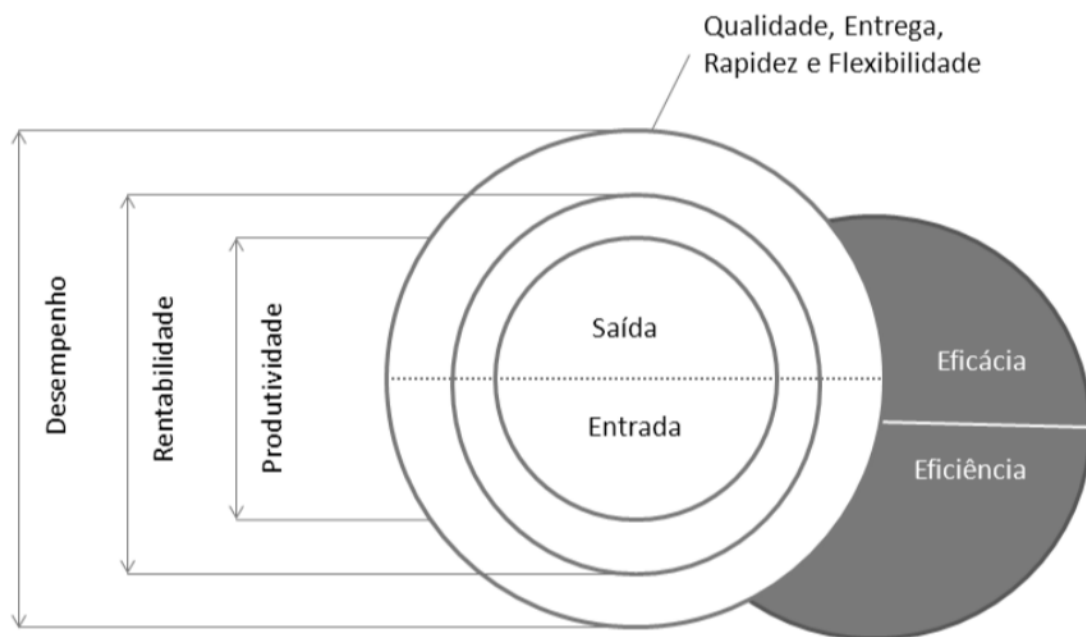 Qualidade, Entrega,
Rapidez e Flexibilidade
Desempenho
Rentabilidade
Produtividade
Saída
Entrada
Eficácia
Eficiência